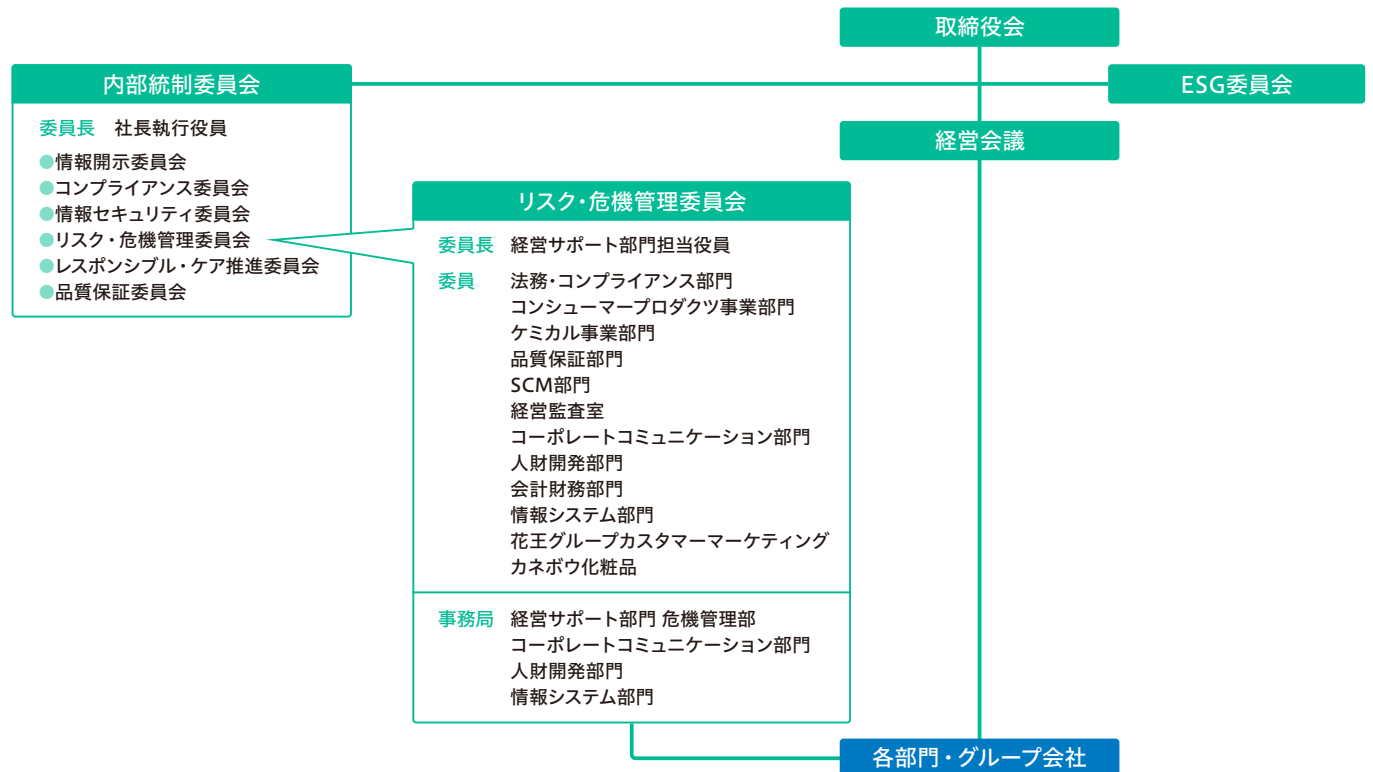 取締役会
内部統制委員会
ESG委員会
委員長 社長執行役員
●情報開示委員会
●コンプライアンス委員会
●情報セキュリティ委員会
●リスク・危機管理委員会
●レスポンシブル・ケア推進委員会
●品質保証委員会
経営会議
リスク・危機管理委員会
委員長 経営サポート部門担当役員
委員 法務・コンプライアンス部門
コンシューマープロダクツ事業部門
ケミカル事業部門
品質保証部門
SCM部門
経営監査室
コーポレートコミュニケーション部門
人財開発部門
会計財務部門
情報システム部門
花王グループカスタマーマーケティング
カネボウ化粧品
事務局 経営サポート部門 危機管理部
コーポレートコミュニケーション部門
人財開発部門
情報システム部門
各部門・グループ会社